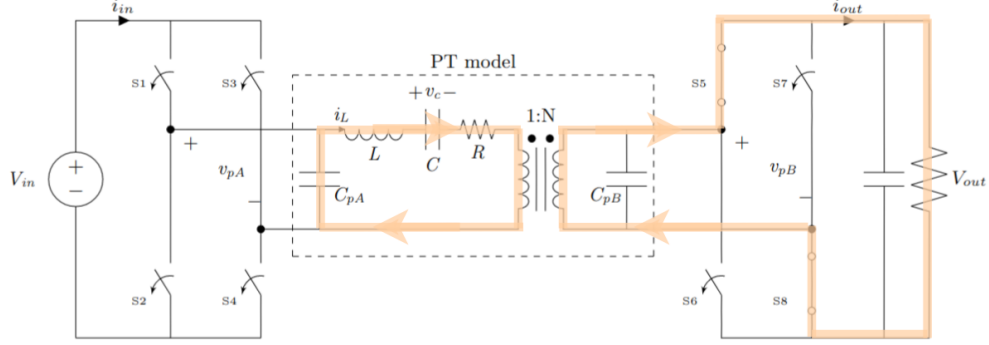 i_in
i_out
PT model
S1
S3
+v_c−
S5
S7
i_L
1:N
+
L
C
R
+
V_in
+
−
v_pA
C_pA
C_pB
v_pB
V_out
S2
S4
S6
S8